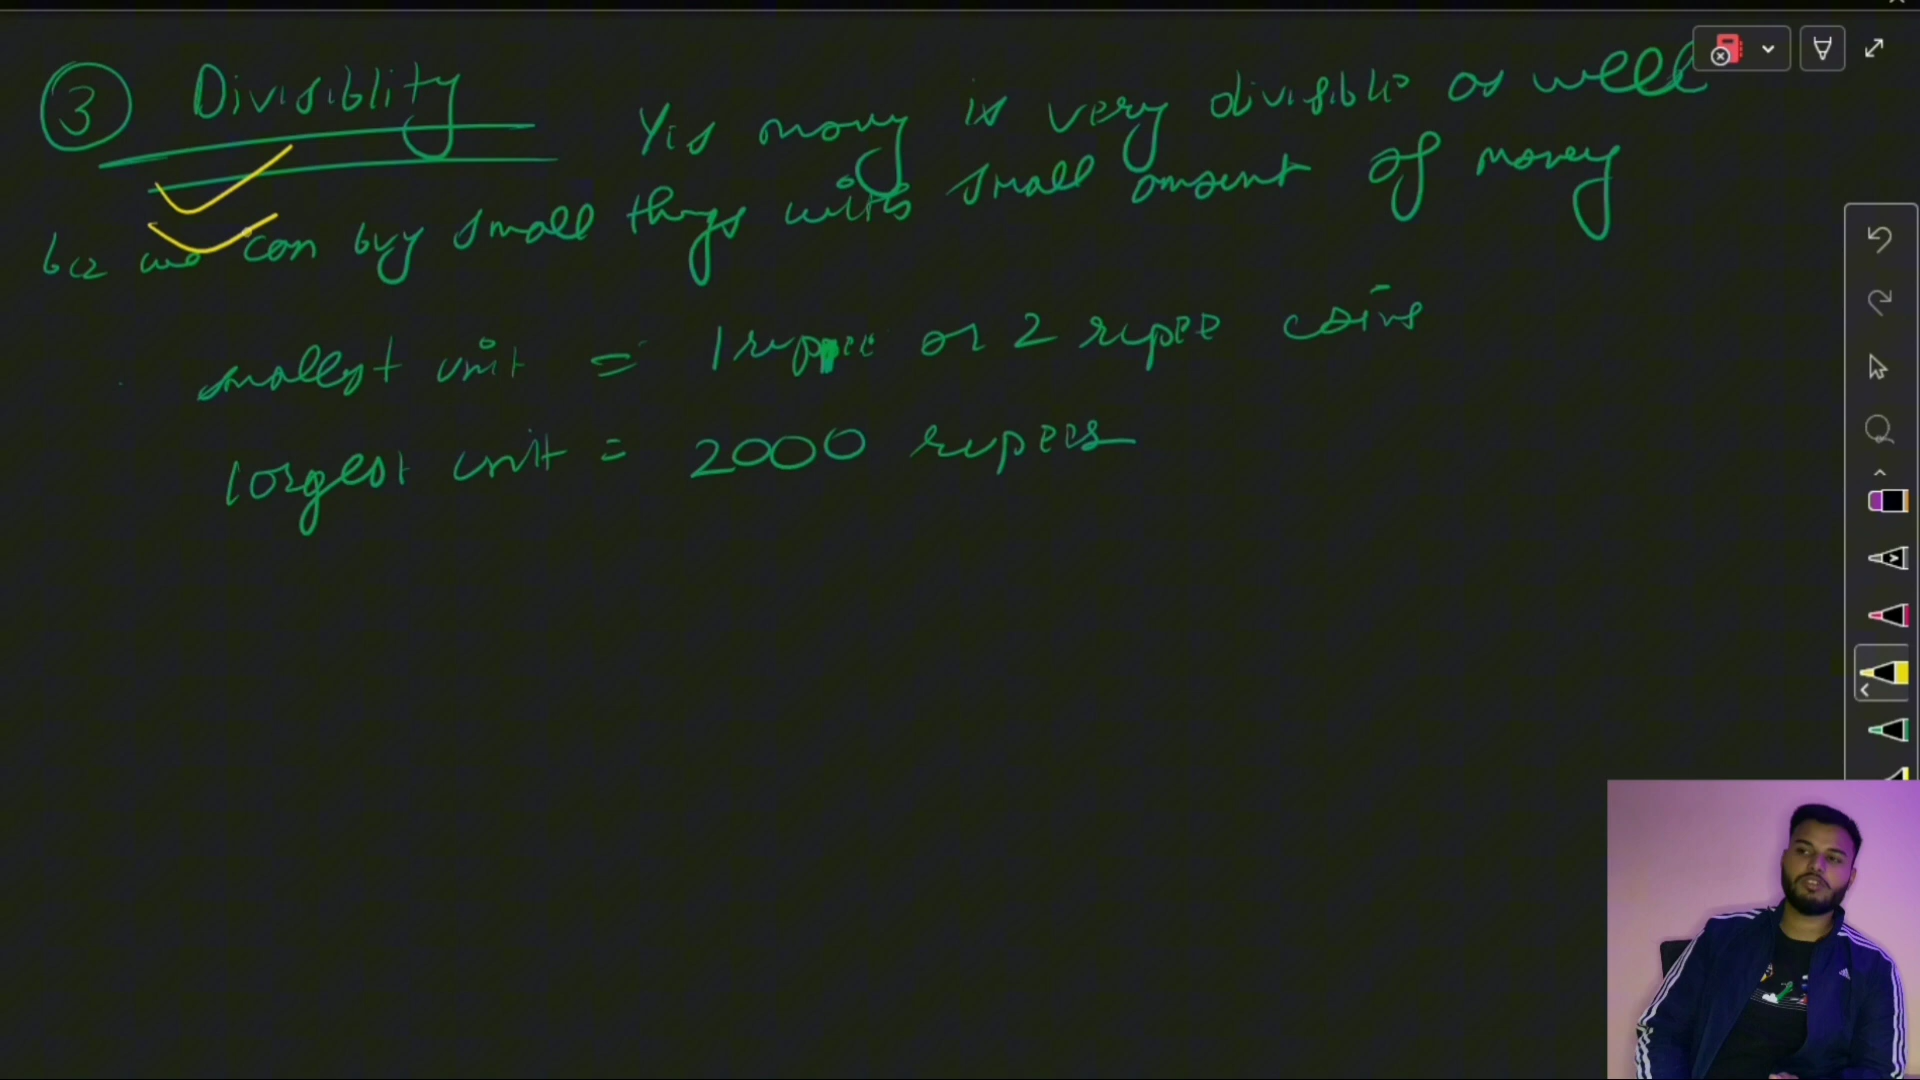 3 Divisiblity
Yes money is very divisible as well
bcz we can buy small things with small amount of money
smallest unit = 1 rupee or 2 rupee coins
largest unit = 2000 rupees